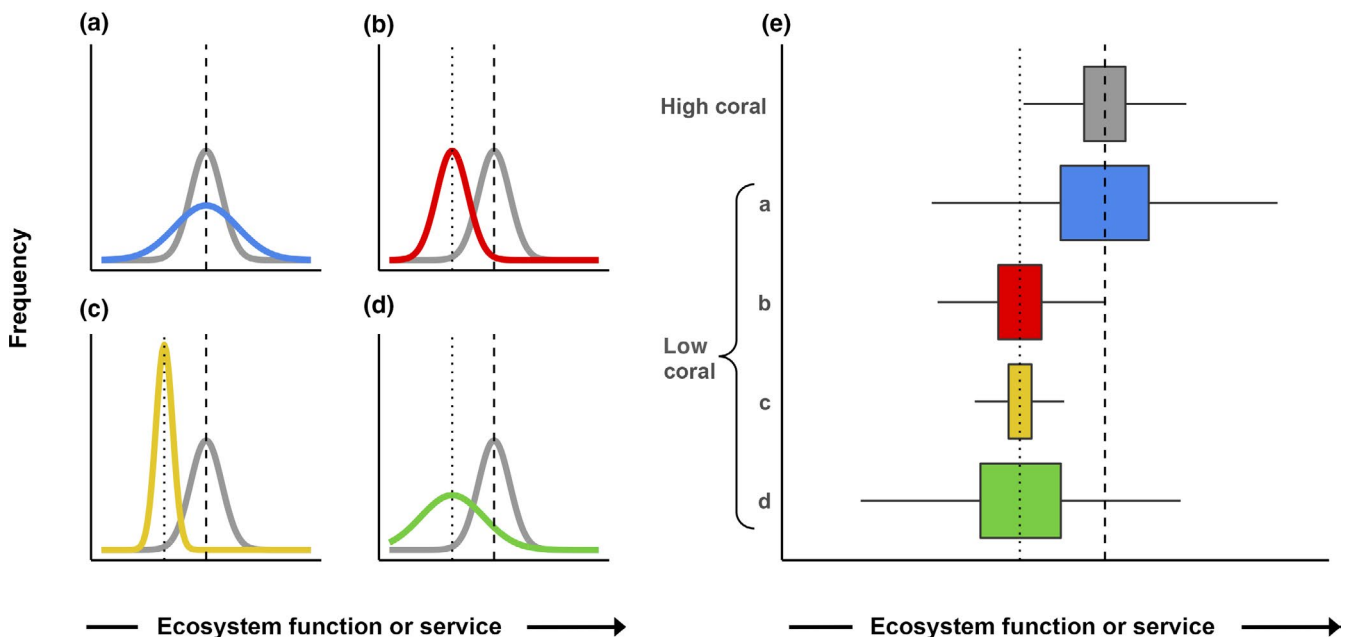 (a)
(b)
(c)
(d)
Frequency
Ecosystem function or service
(e)
High coral
Low
coral
a
b
c
d
Ecosystem function or service